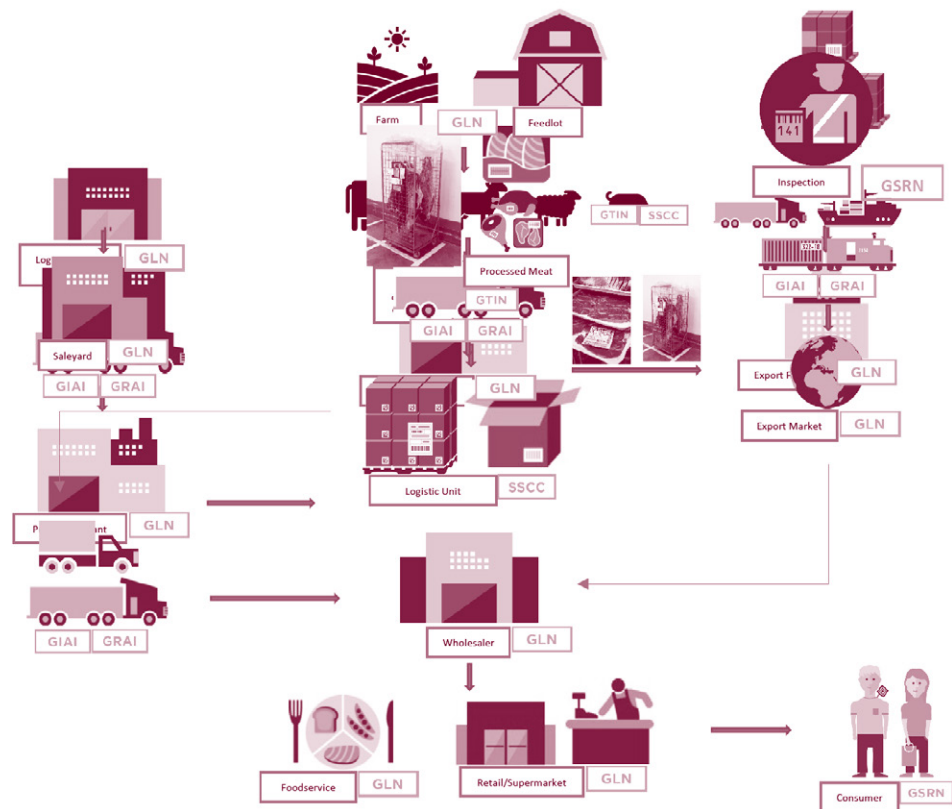 Farm
GLN
Feedlot
141
Inspection
GSRN
GTIN
SSCC
GLN
Processed Meat
GTIN
GIAI
GRAI
GIAI
GRAI
Saleyard
GLN
GIAI
GRAI
GLN
Export
GLN
Export Market
GLN
Logistic Unit
SSCC
GLN
GIAI
GRAI
Wholesaler
GLN
Foodservice
GLN
Retail/Supermarket
GLN
Consumer
GSRN